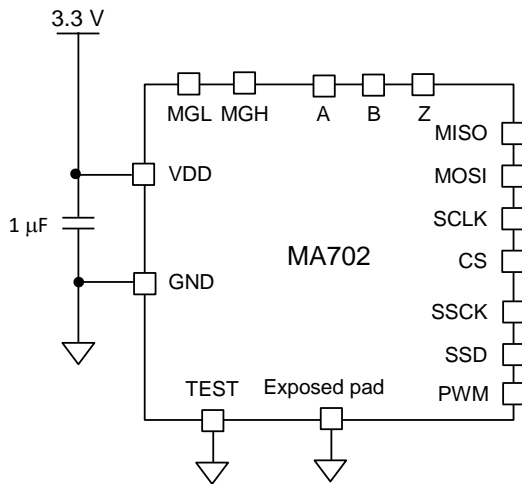 3.3 V
MGL MGH A B Z
MISO
VDD
MOSI
1 μF
SCLK
MA702
CS
GND
SSCK
SSD
TEST Exposed pad
PWM